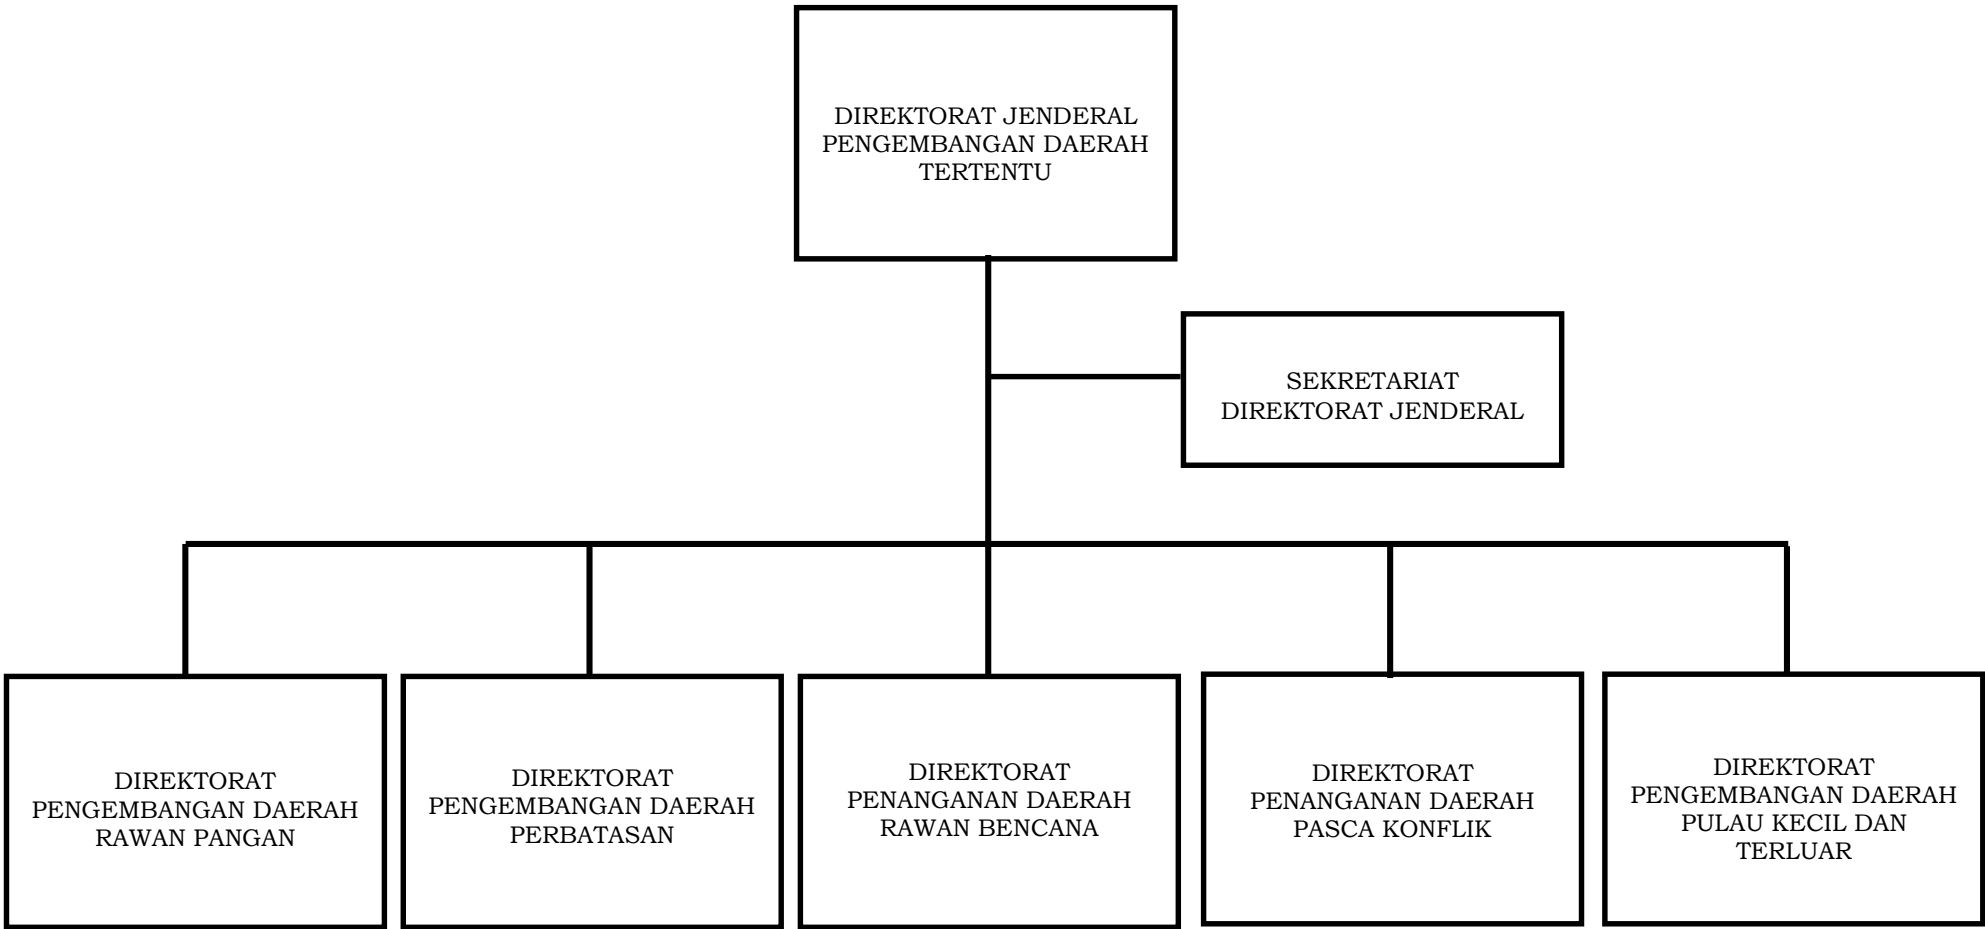 DIREKTORAT JENDERAL
PENGEMBANGAN DAERAH
TERTENTU
SEKRETARIAT
DIREKTORAT JENDERAL
DIREKTORAT
PENGEMBANGAN DAERAH
RAWAN PANGAN
DIREKTORAT
PENGEMBANGAN DAERAH
PERBATASAN
DIREKTORAT
PENANGANAN DAERAH
RAWAN BENCANA
DIREKTORAT
PENANGANAN DAERAH
PASCA KONFLIK
DIREKTORAT
PENGEMBANGAN DAERAH
PULAU KECIL DAN
TERLUAR